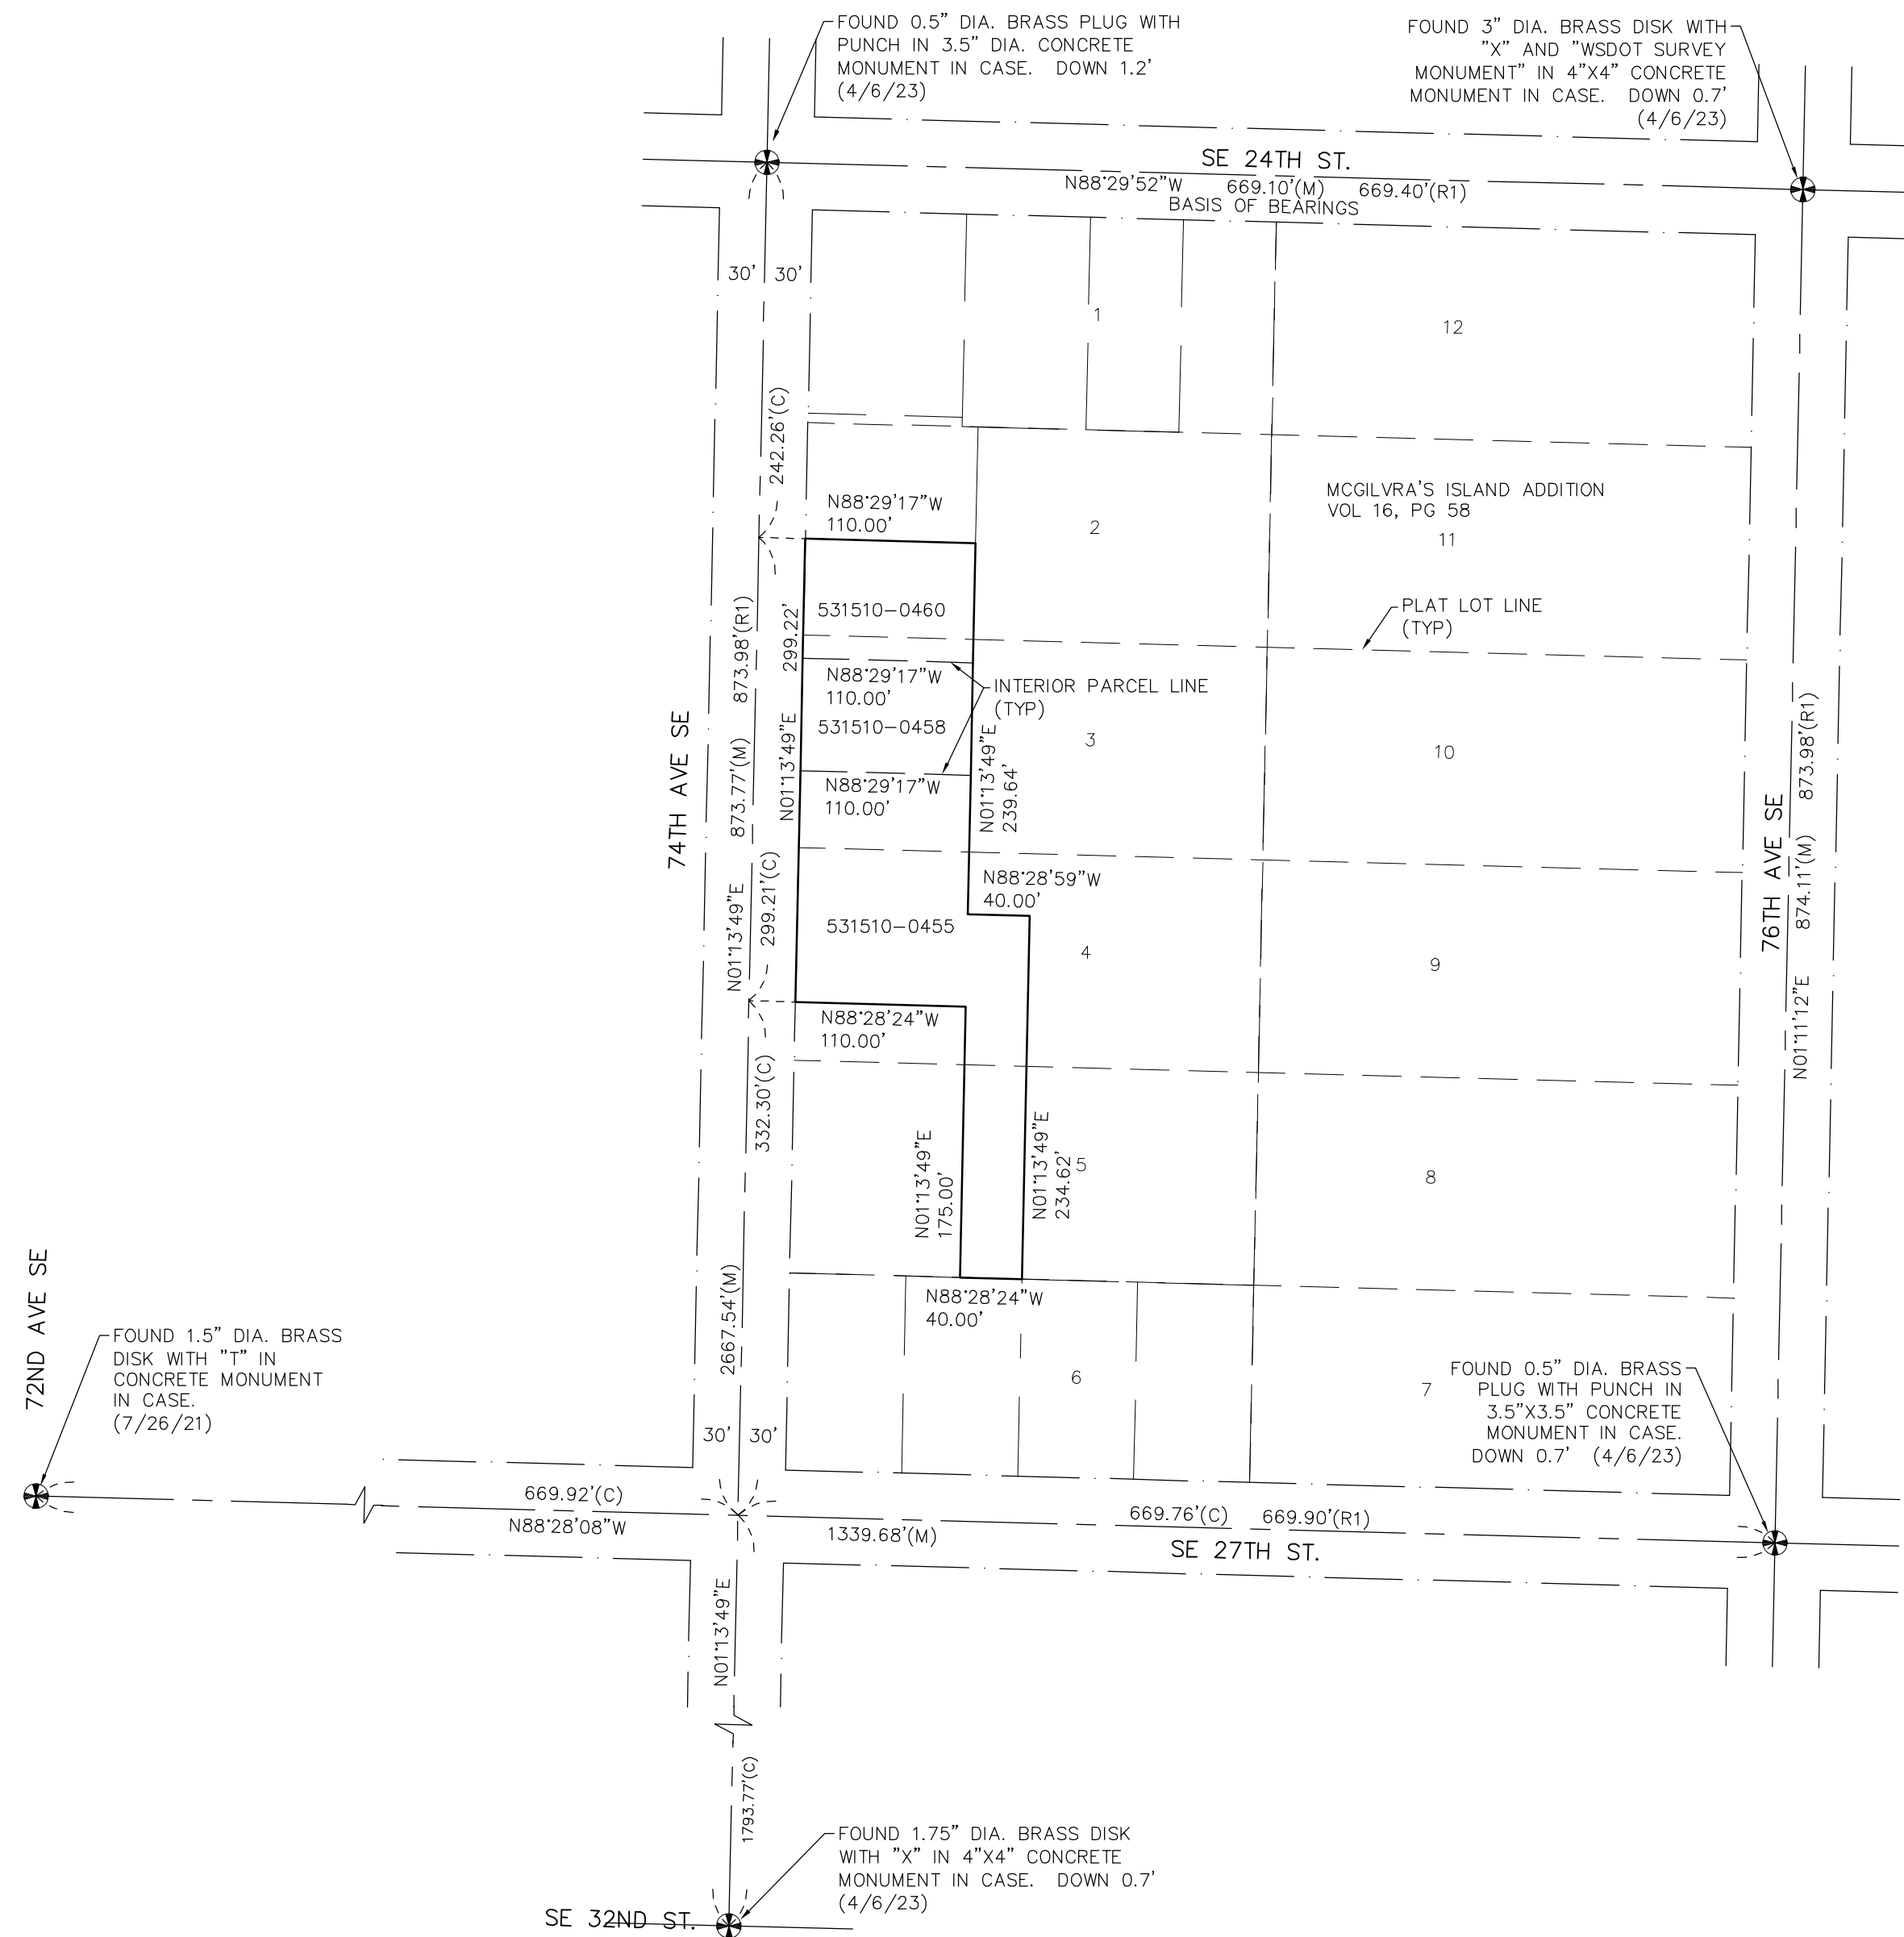 FOUND 0.5" DIA. BRASS PLUG WITH
PUNCH IN 3.5" DIA. CONCRETE
MONUMENT IN CASE.  DOWN 1.2'
(4/6/23)
FOUND 3" DIA. BRASS DISK WITH
"X" AND "WSDOT SURVEY
MONUMENT" IN 4"X4" CONCRETE
MONUMENT IN CASE.  DOWN 0.7'
(4/6/23)
SE 24TH ST.
N88°29'52"W 669.10'(M) 669.40'(R1)
BASIS OF BEARINGS
30' 30'
1
12
242.26'(C)
N88°29'17"W
110.00'
2
MCGILVRA'S ISLAND ADDITION
VOL 16, PG 58
11
531510-0460
PLAT LOT LINE
(TYP)
873.98'(R1)
299.22'
N88°29'17"W
110.00'
INTERIOR PARCEL LINE
(TYP)
531510-0458
74TH AVE SE
873.77'(M)
N01°13'49"E
N01°13'49"E
239.64'
3
10
873.98'(R1)
N88°29'17"W
110.00'
76TH AVE SE
874.11'(M)
N88°28'59"W
40.00'
N01°13'49"E
299.21'(C)
531510-0455
4
9
N01°11'12"E
N88°28'24"W
110.00'
332.30'(C)
N01°13'49"E
175.00'
N01°13'49"E
234.62'
5
8
72ND AVE SE
2667.54'(M)
N88°28'24"W
40.00'
FOUND 1.5" DIA. BRASS
DISK WITH "T" IN
CONCRETE MONUMENT
IN CASE.
(7/26/21)
6
7
FOUND 0.5" DIA. BRASS
PLUG WITH PUNCH IN
3.5"X3.5" CONCRETE
MONUMENT IN CASE.
DOWN 0.7'  (4/6/23)
30' 30'
669.92'(C)
N88°28'08"W
1339.68'(M)
669.76'(C) 669.90'(R1)
SE 27TH ST.
N01°13'49"E
1793.77'(C)
FOUND 1.75" DIA. BRASS DISK
WITH "X" IN 4"X4" CONCRETE
MONUMENT IN CASE.  DOWN 0.7'
(4/6/23)
SE 32ND ST.